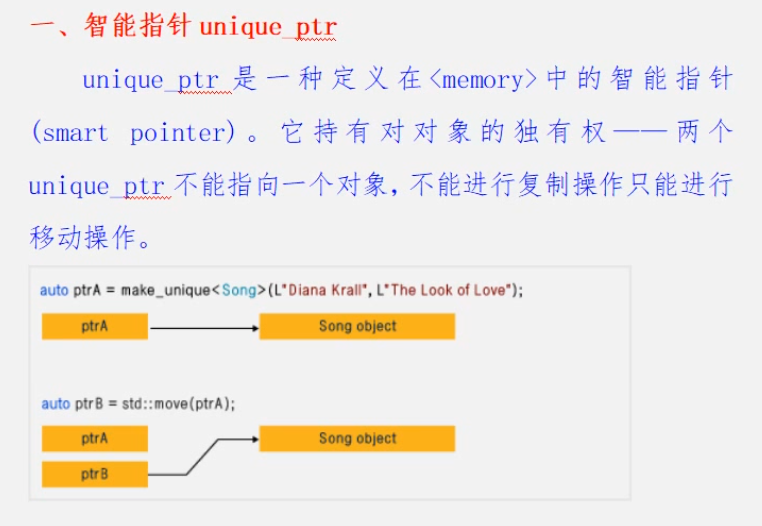 一、智能指针 unique_ptr
unique_ptr 是一种定义在<memory>中的智能指针
(smart pointer)。它持有对对象的独有权——两个
unique_ptr 不能指向一个对象,不能进行复制操作只能进行
移动操作。
auto ptrA = make_unique<Song>(L"Diana Krall", L"The Look of Love");
ptrA Song object
auto ptrB = std::move(ptrA);
ptrA Song object
ptrB